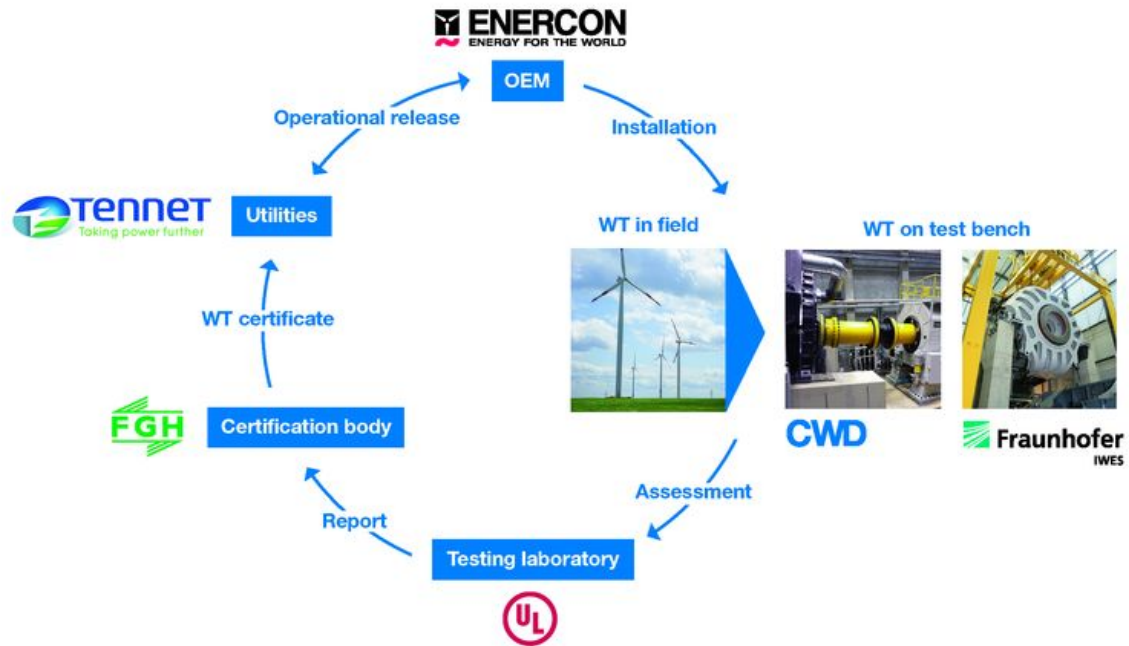 ENERCON
ENERGY FOR THE WORLD
OEM
Operational release
Installation
TENNET
Taking power further
Utilities
WT in field
WT on test bench
WT certificate
FGH
Certification body
CWD
Fraunhofer
IWES
Assessment
Report
Testing laboratory
UL